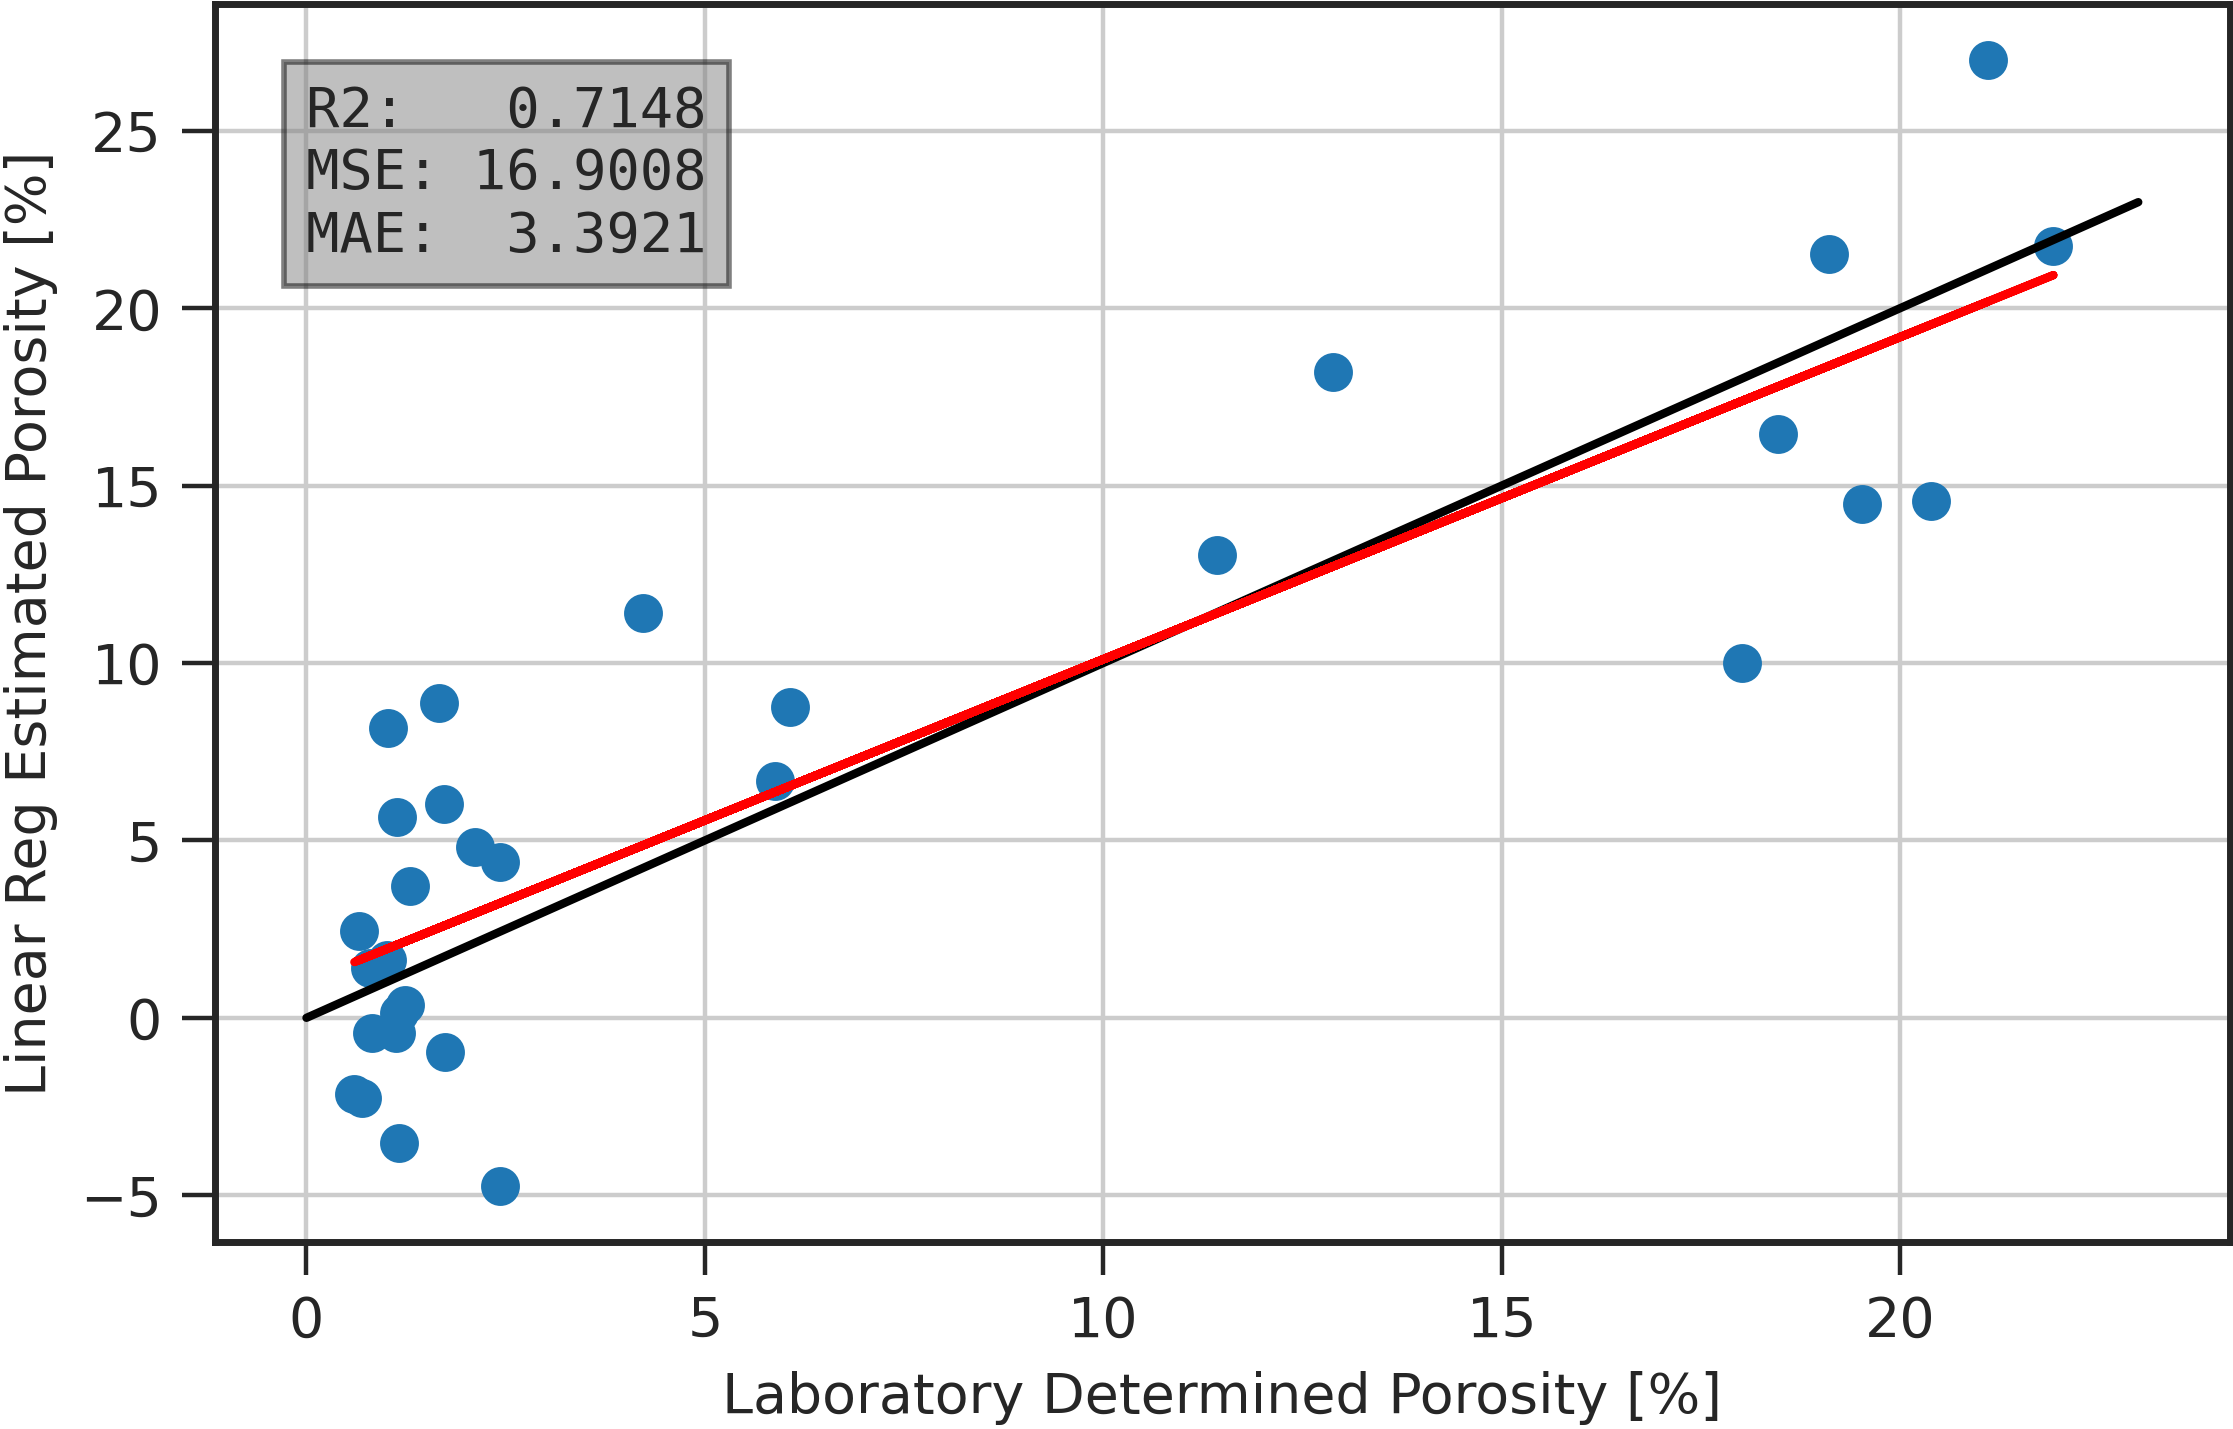 R2:   0.7148
MSE: 16.9008
MAE:  3.3921
Linear Reg Estimated Porosity [%]
25
20
15
10
5
0
−5
0 5 10 15 20
Laboratory Determined Porosity [%]